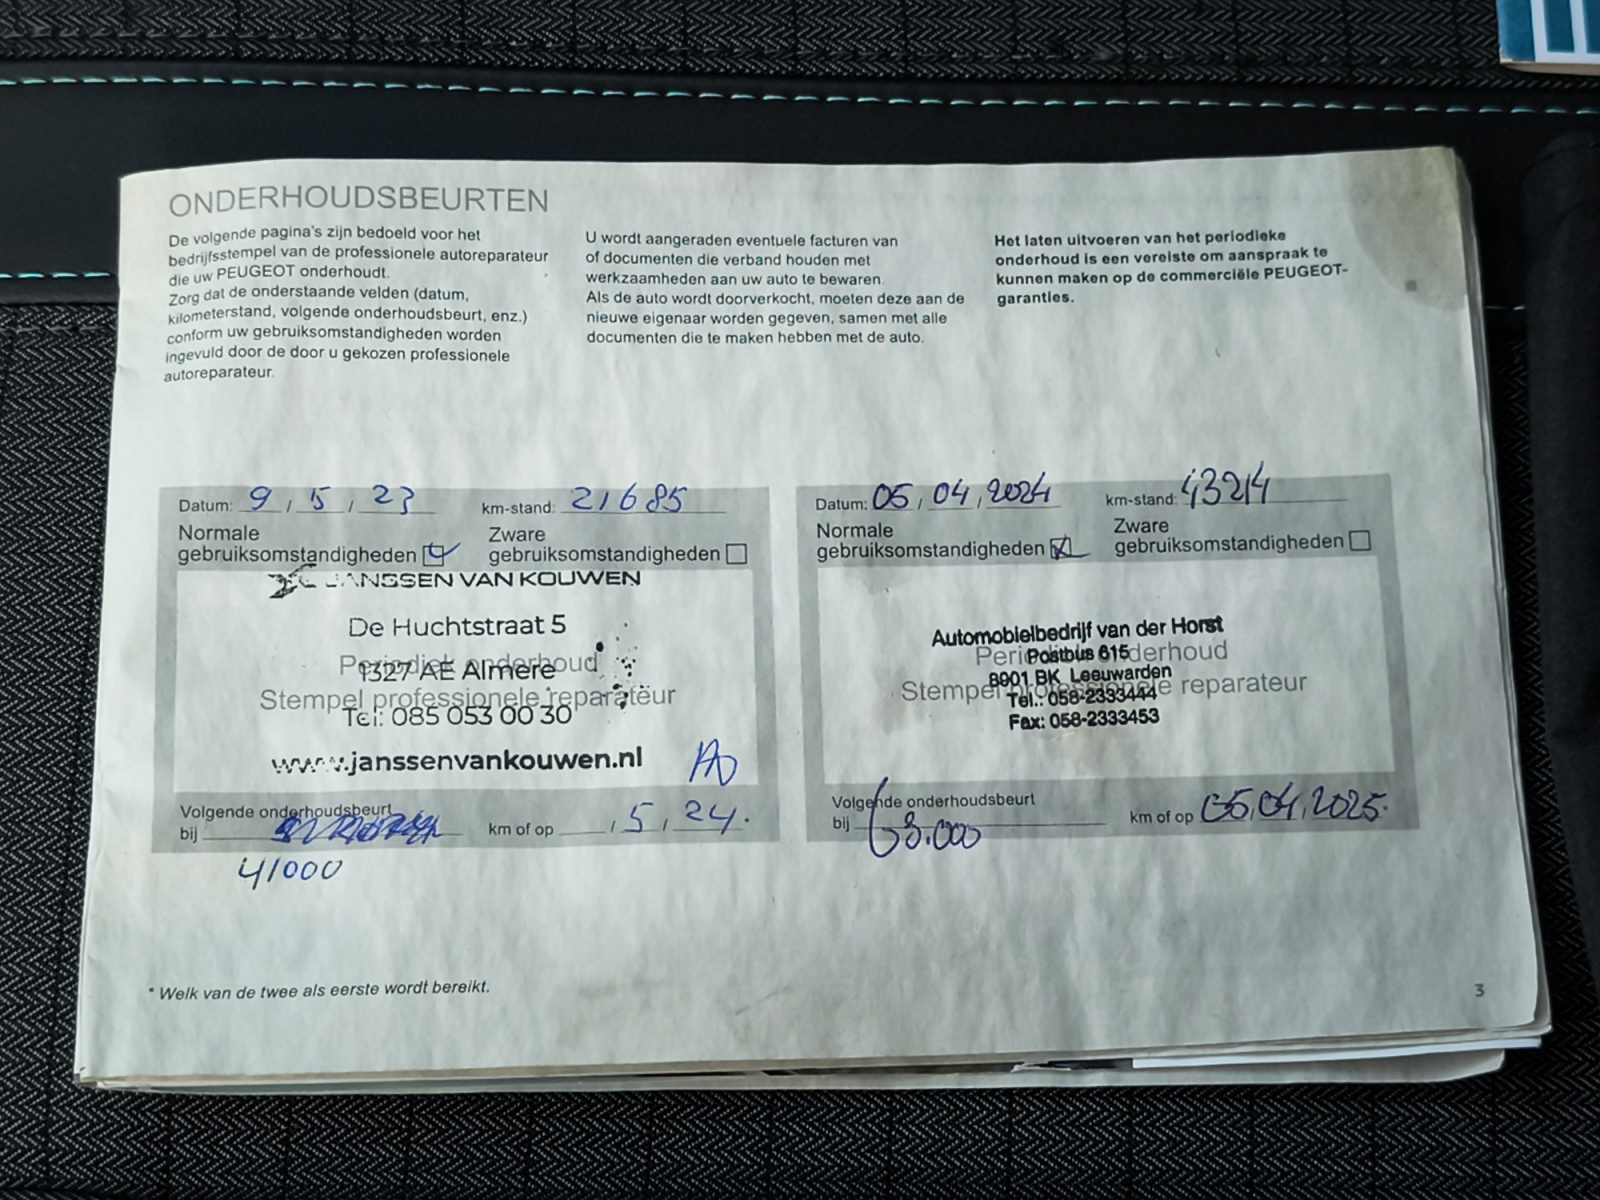 ONDERHOUDSBEURTEN
De volgende pagina's zijn bedoeld voor het
bedrijfsstempel van de professionele autoreparateur
die uw PEUGEOT onderhoudt.
Zorg dat de onderstaande velden (datum,
kilometerstand, volgende onderhoudsbeurt, enz.)
conform uw gebruiksomstandigheden worden
ingevuld door de door u gekozen professionele
autoreparateur.
U wordt aangeraden eventuele facturen van
of documenten die verband houden met
werkzaamheden aan uw auto te bewaren.
Als de auto wordt doorverkocht, moeten deze aan de
nieuwe eigenaar worden gegeven, samen met alle
documenten die te maken hebben met de auto.
Het laten uitvoeren van het periodieke
onderhoud is een vereiste om aanspraak te
kunnen maken op de commerciële PEUGEOT-
garanties.
Datum: 9 / 5 / 23 km-stand: 21685
Normale
gebruiksomstandigheden
Zware
gebruiksomstandigheden
JANSSEN VAN KOUWEN
De Huchtstraat 5
Periodiek onderhoud
1327 AE Almere
Stempel professionele reparateur
Tel: 085 053 00 30
www.janssenvankouwen.nl
Volgende onderhoudsbeurt
bij km of op / 5 / 24.
41000
Datum: 05 / 04 / 2024 km-stand: 43214
Normale
gebruiksomstandigheden
Zware
gebruiksomstandigheden
Automobielbedrijf van der Horst
Periodiek onderhoud
Postbus 615
8901 BK Leeuwarden
Stempel professionele reparateur
Tel.: 058-2333444
Fax: 058-2333453
Volgende onderhoudsbeurt
bij 63.000 km of op 05/04/2025.
* Welk van de twee als eerste wordt bereikt.
3